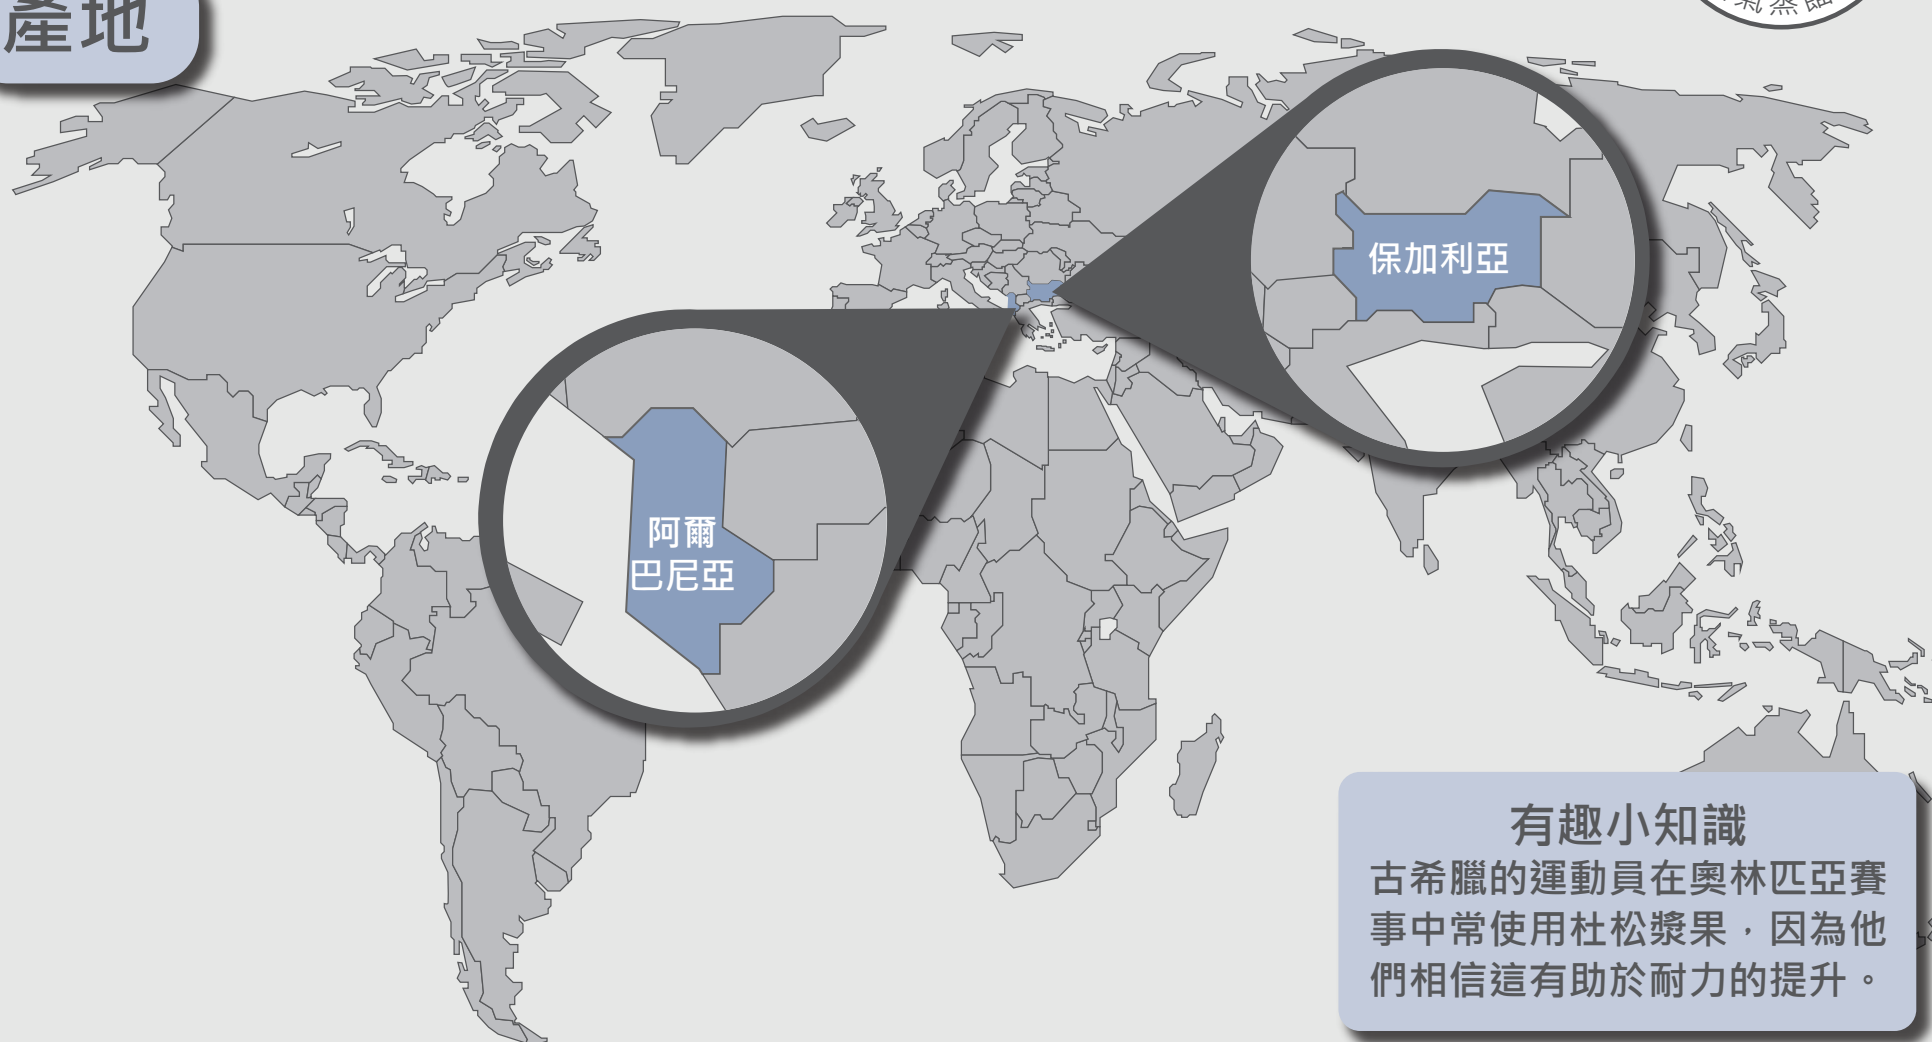 產地
保加利亞
阿爾
巴尼亞
有趣小知識
古希臘的運動員在奧林匹亞賽
事中常使用杜松漿果，因為他
們相信這有助於耐力的提升。